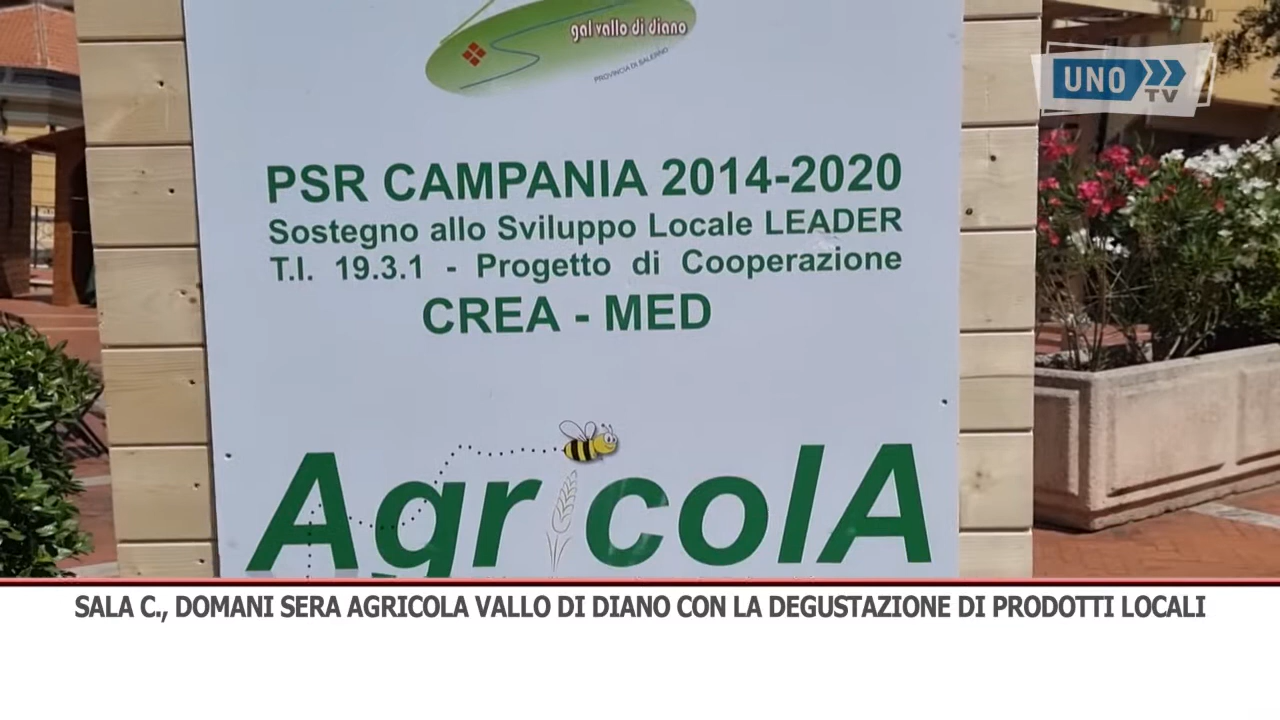 gal vallo di diano
PROVINCIA DI SALERNO
UNO
TV
PSR CAMPANIA 2014-2020
Sostegno allo Sviluppo Locale LEADER
T.I. 19.3.1 - Progetto di Cooperazione
CREA - MED
AgricolA
SALA C., DOMANI SERA AGRICOLA VALLO DI DIANO CON LA DEGUSTAZIONE DI PRODOTTI LOCALI